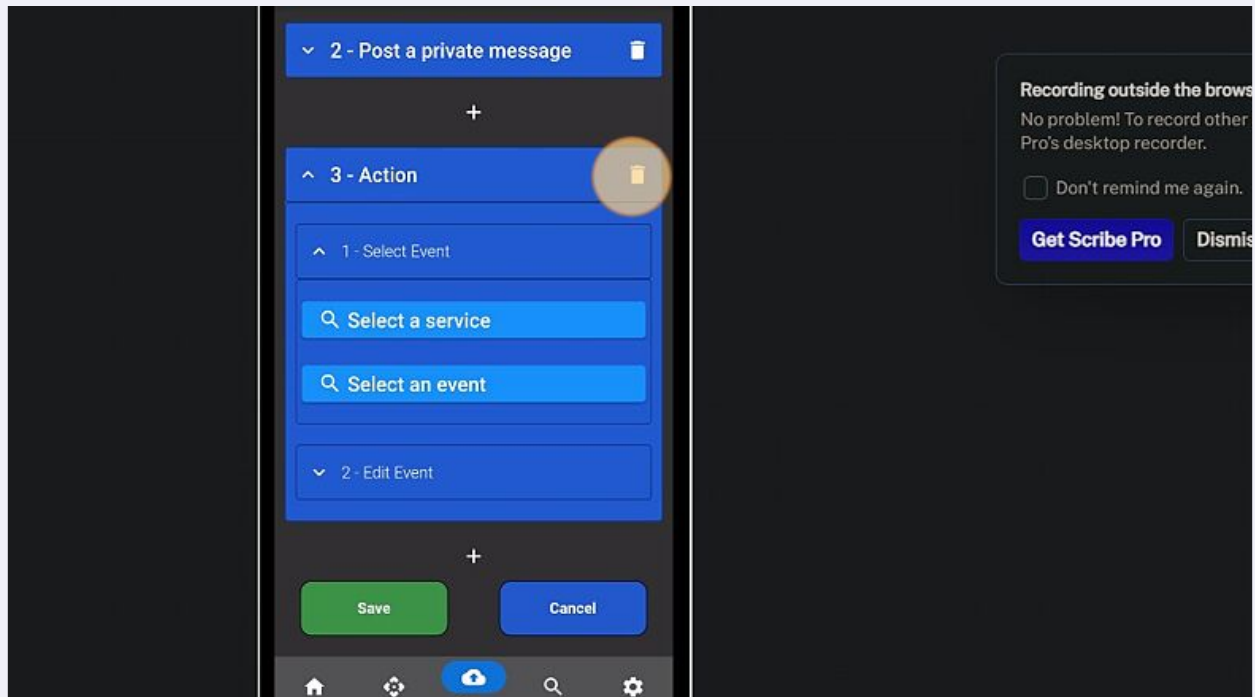 2 - Post a private message
3 - Action
1 - Select Event
Select a service
Select an event
2 - Edit Event
Save
Cancel
Recording outside the brows
No problem! To record other
Pro's desktop recorder.
Don't remind me again.
Get Scribe Pro
Dismis